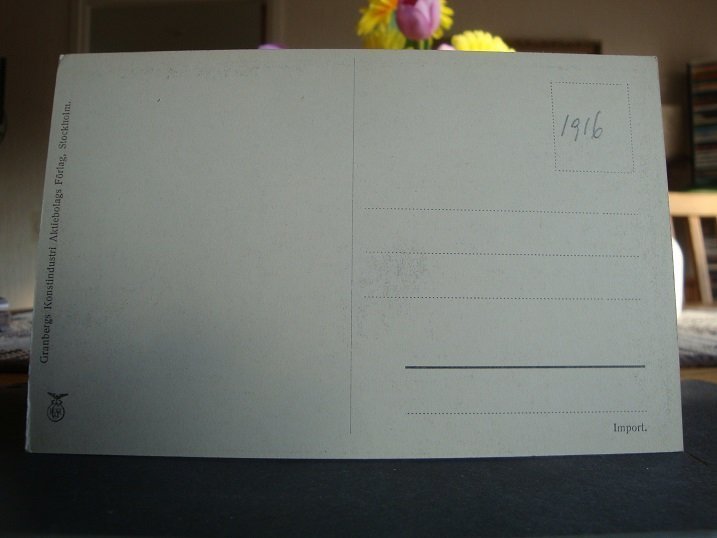 Granbergs Konstindustri Aktiebolags Förlag, Stockholm.
1916
Import.